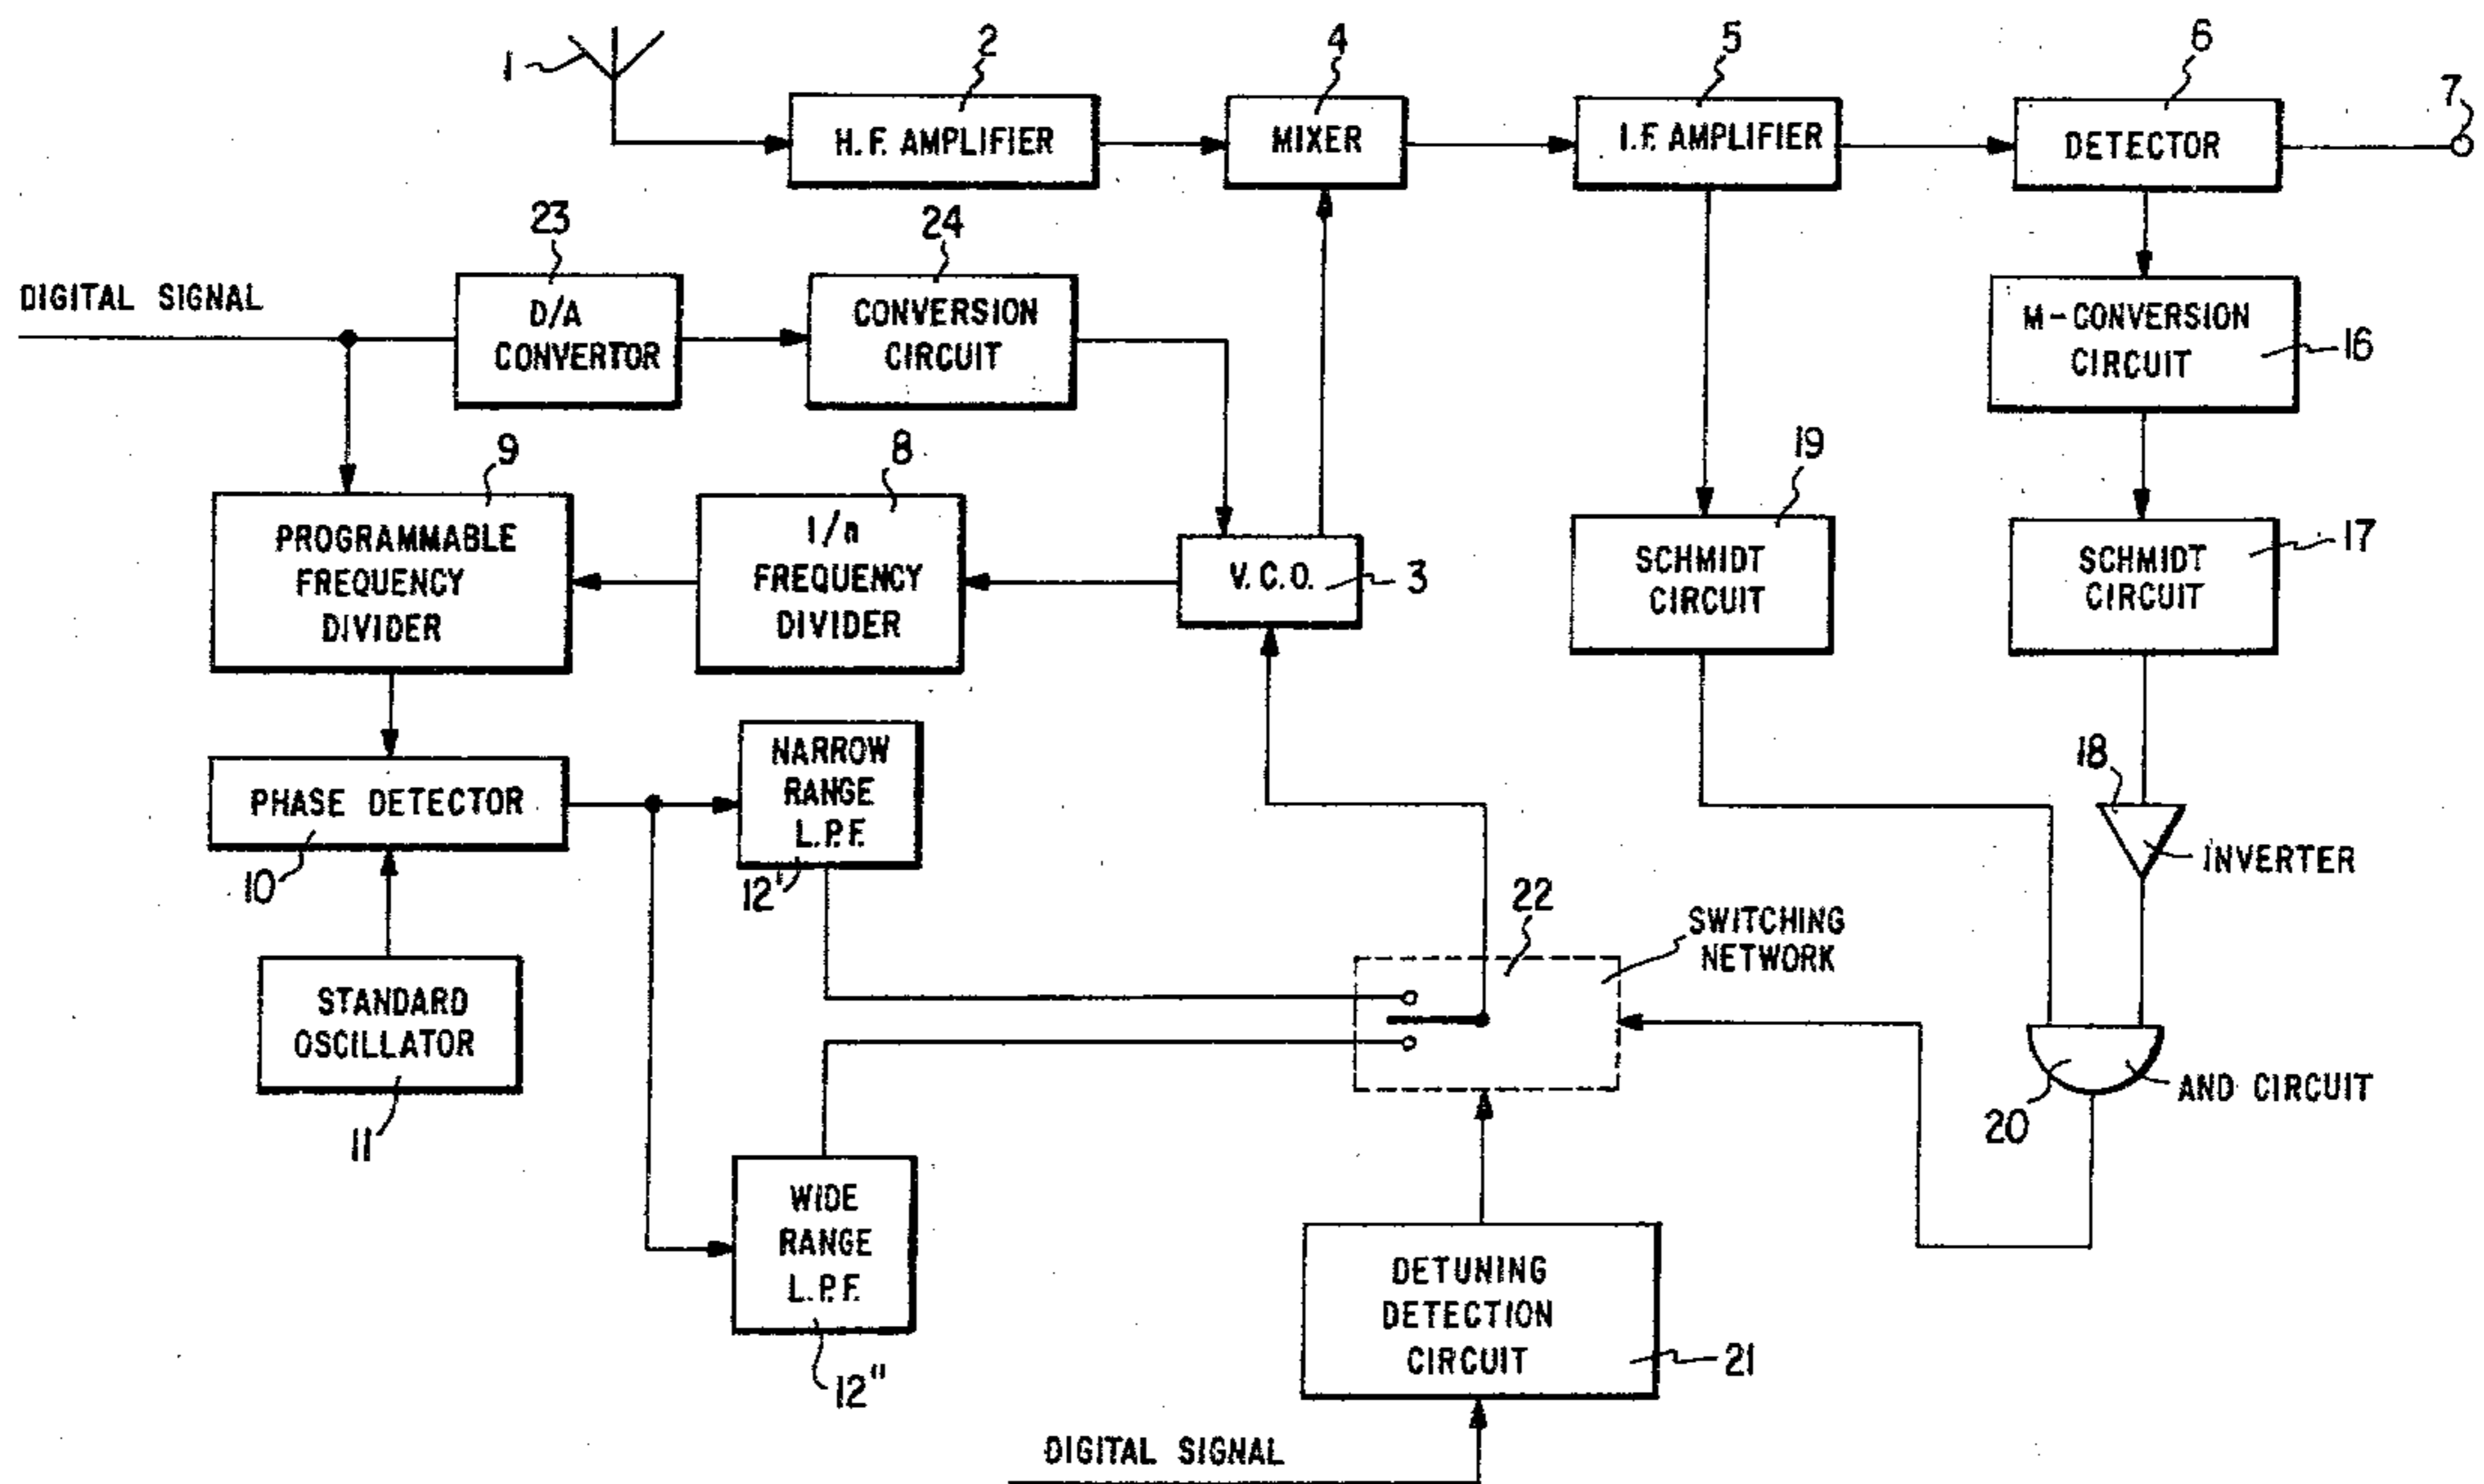 1
2
4
5
6
7
H.F. AMPLIFIER
MIXER
I.F. AMPLIFIER
DETECTOR
23
24
DIGITAL SIGNAL
D/A
CONVERTOR
CONVERSION
CIRCUIT
M-CONVERSION
CIRCUIT
16
9
8
19
PROGRAMMABLE
FREQUENCY
DIVIDER
1/n
FREQUENCY
DIVIDER
V.C.O.
3
SCHMIDT
CIRCUIT
SCHMIDT
CIRCUIT
17
PHASE DETECTOR
10
NARROW
RANGE
L.P.F.
12'
18
INVERTER
22
SWITCHING
NETWORK
STANDARD
OSCILLATOR
11
20
AND CIRCUIT
WIDE
RANGE
L.P.F.
12"
DETUNING
DETECTION
CIRCUIT
21
DIGITAL SIGNAL